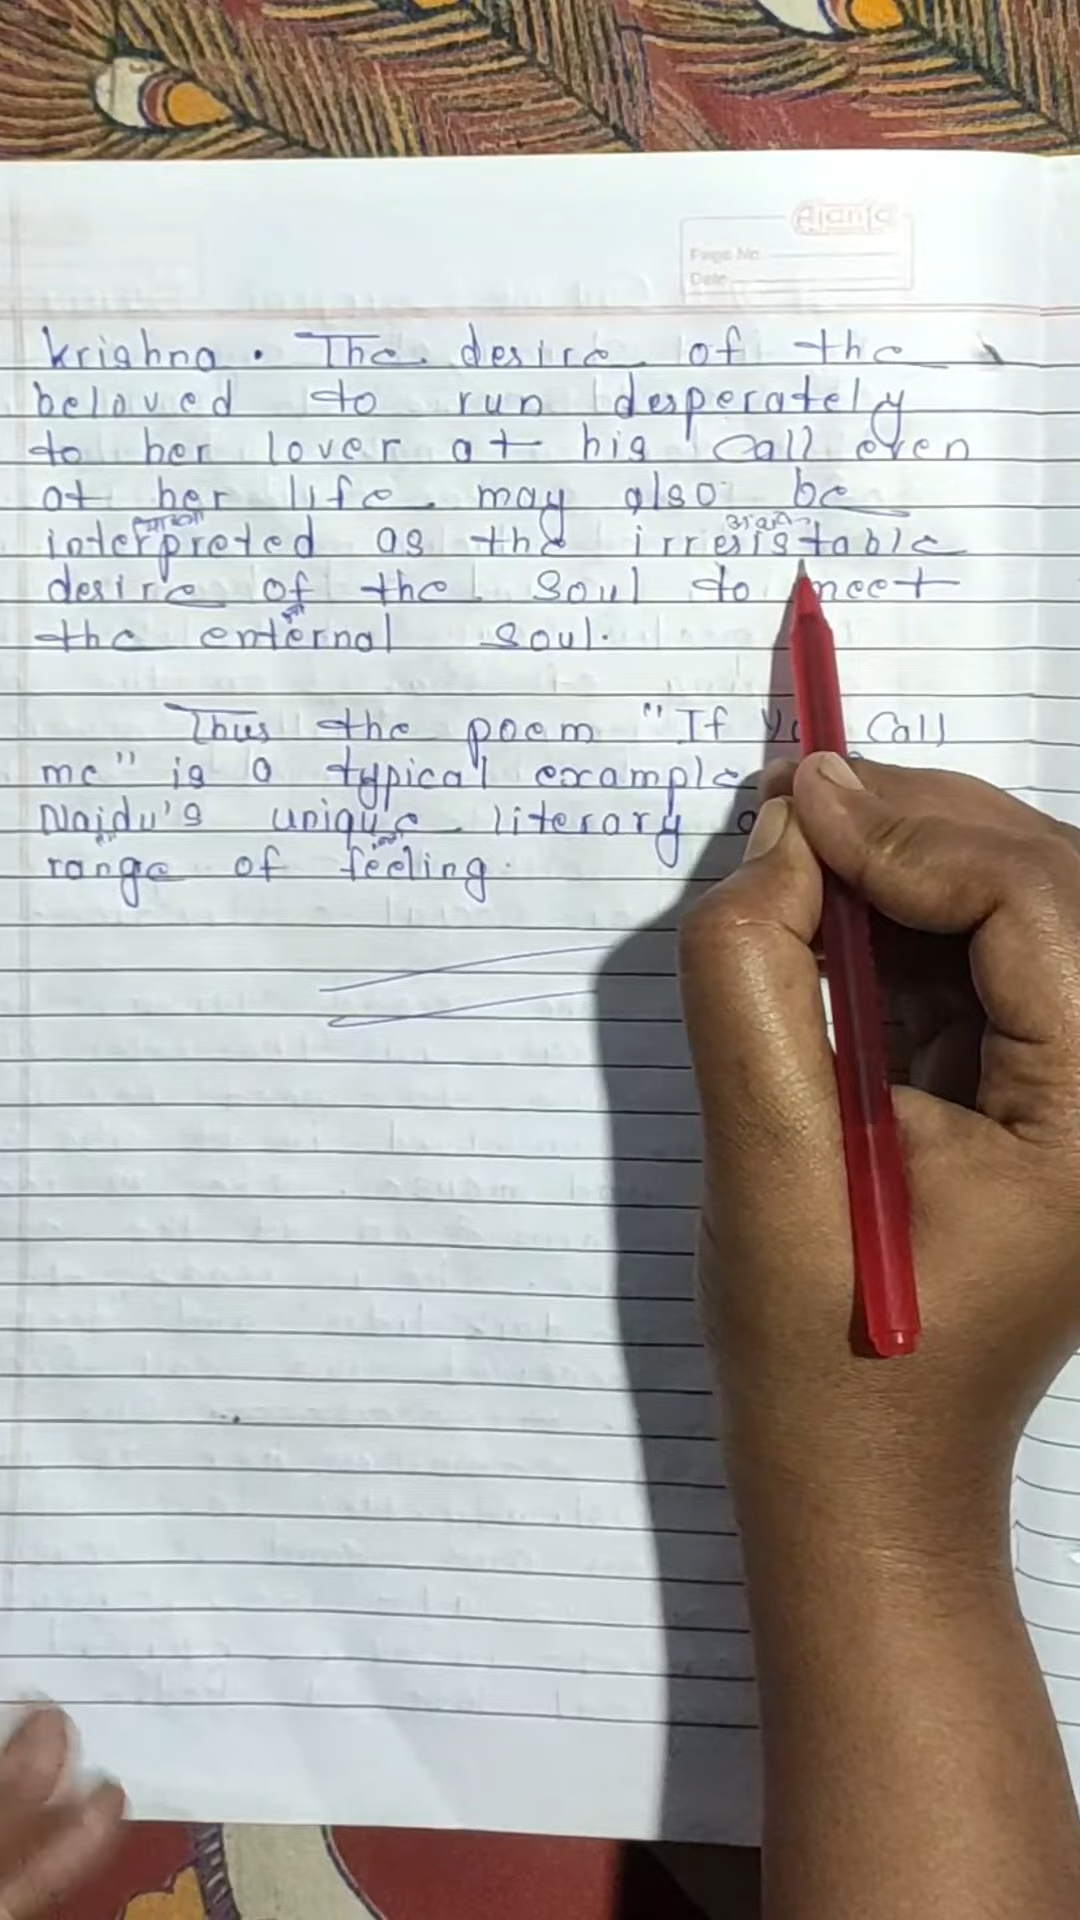 Ajanta
Page No.
Date
Krishna. The desire of the
beloved to run desperately
to her lover at his call even
at her life may also be
interpreted as the irresistable
desire of the soul to meet
the enternal soul.
Thus the poem "If you Call
me" is a typical example
Naidu's unique literary
range of feeling.